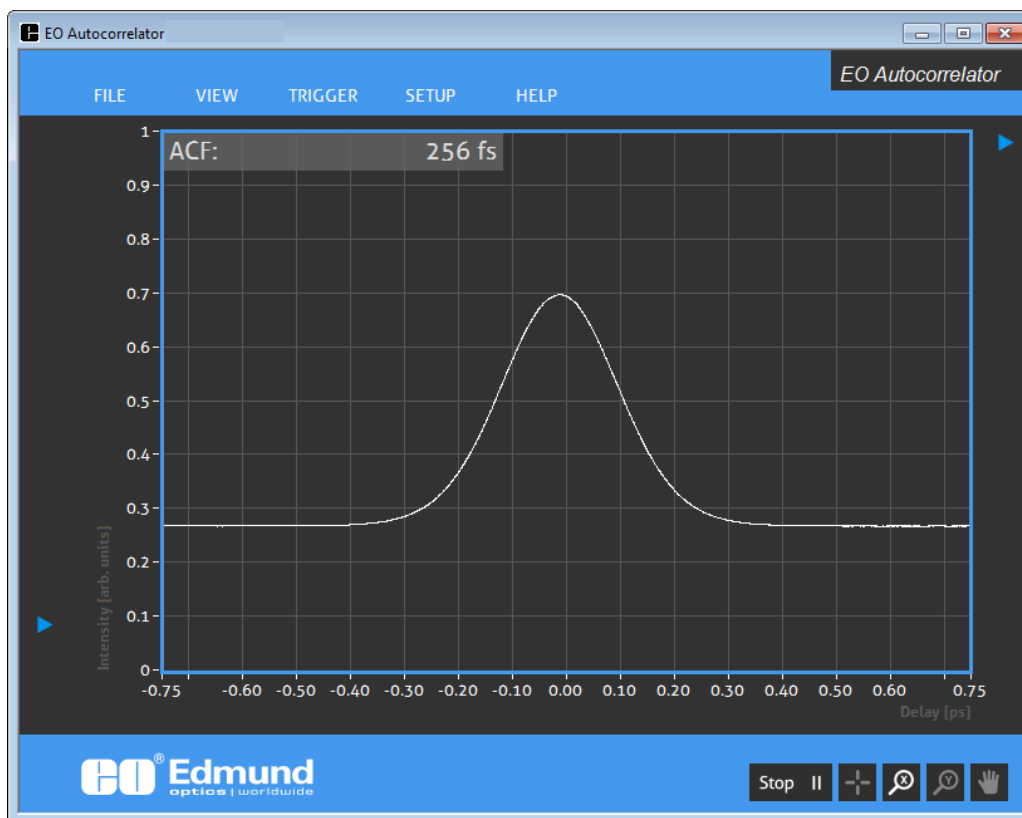 EO Autocorrelator
EO Autocorrelator
FILE VIEW TRIGGER SETUP HELP
ACF: 256 fs
1
0.9
0.8
0.7
0.6
0.5
0.4
0.3
0.2
0.1
0
Intensity [arb. units]
-0.75 -0.60 -0.50 -0.40 -0.30 -0.20 -0.10 0.00 0.10 0.20 0.30 0.40 0.50 0.60 0.75
Delay [ps]
EO® Edmund
optics | worldwide
Stop
X
Y